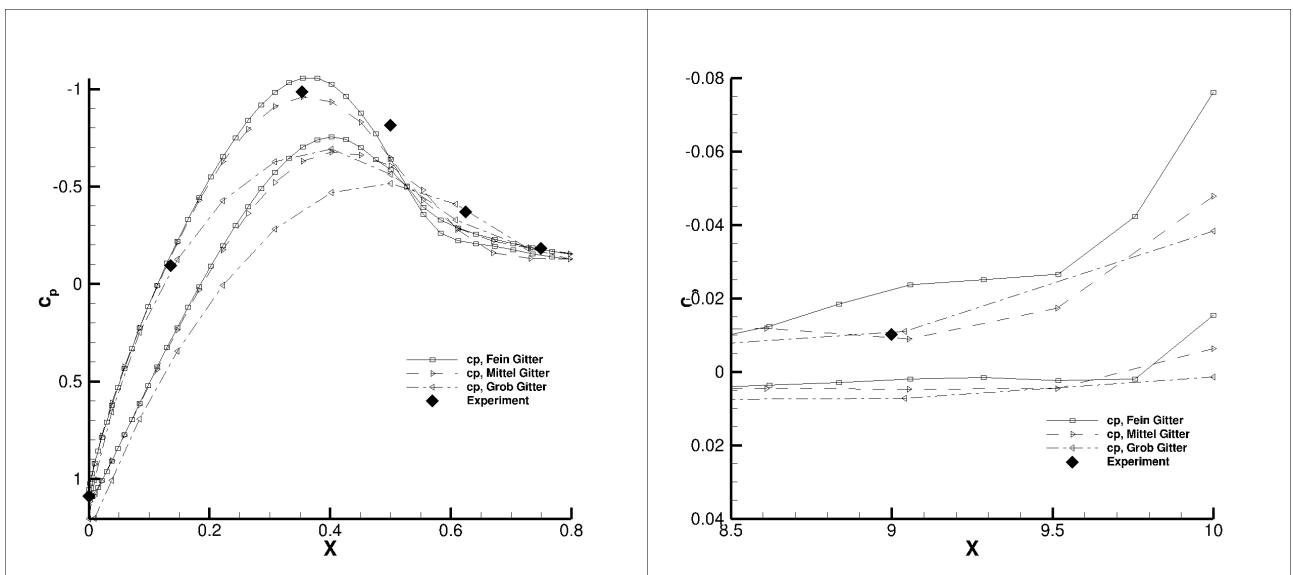 -1
-0.5
0
0.5
1
c_p
0 0.2 0.4 0.6 0.8
X
cp, Fein Gitter
cp, Mittel Gitter
cp, Grob Gitter
Experiment
-0.08
-0.06
-0.04
-0.02
0
0.02
0.04
8.5 9 9.5 10
X
cp, Fein Gitter
cp, Mittel Gitter
cp, Grob Gitter
Experiment